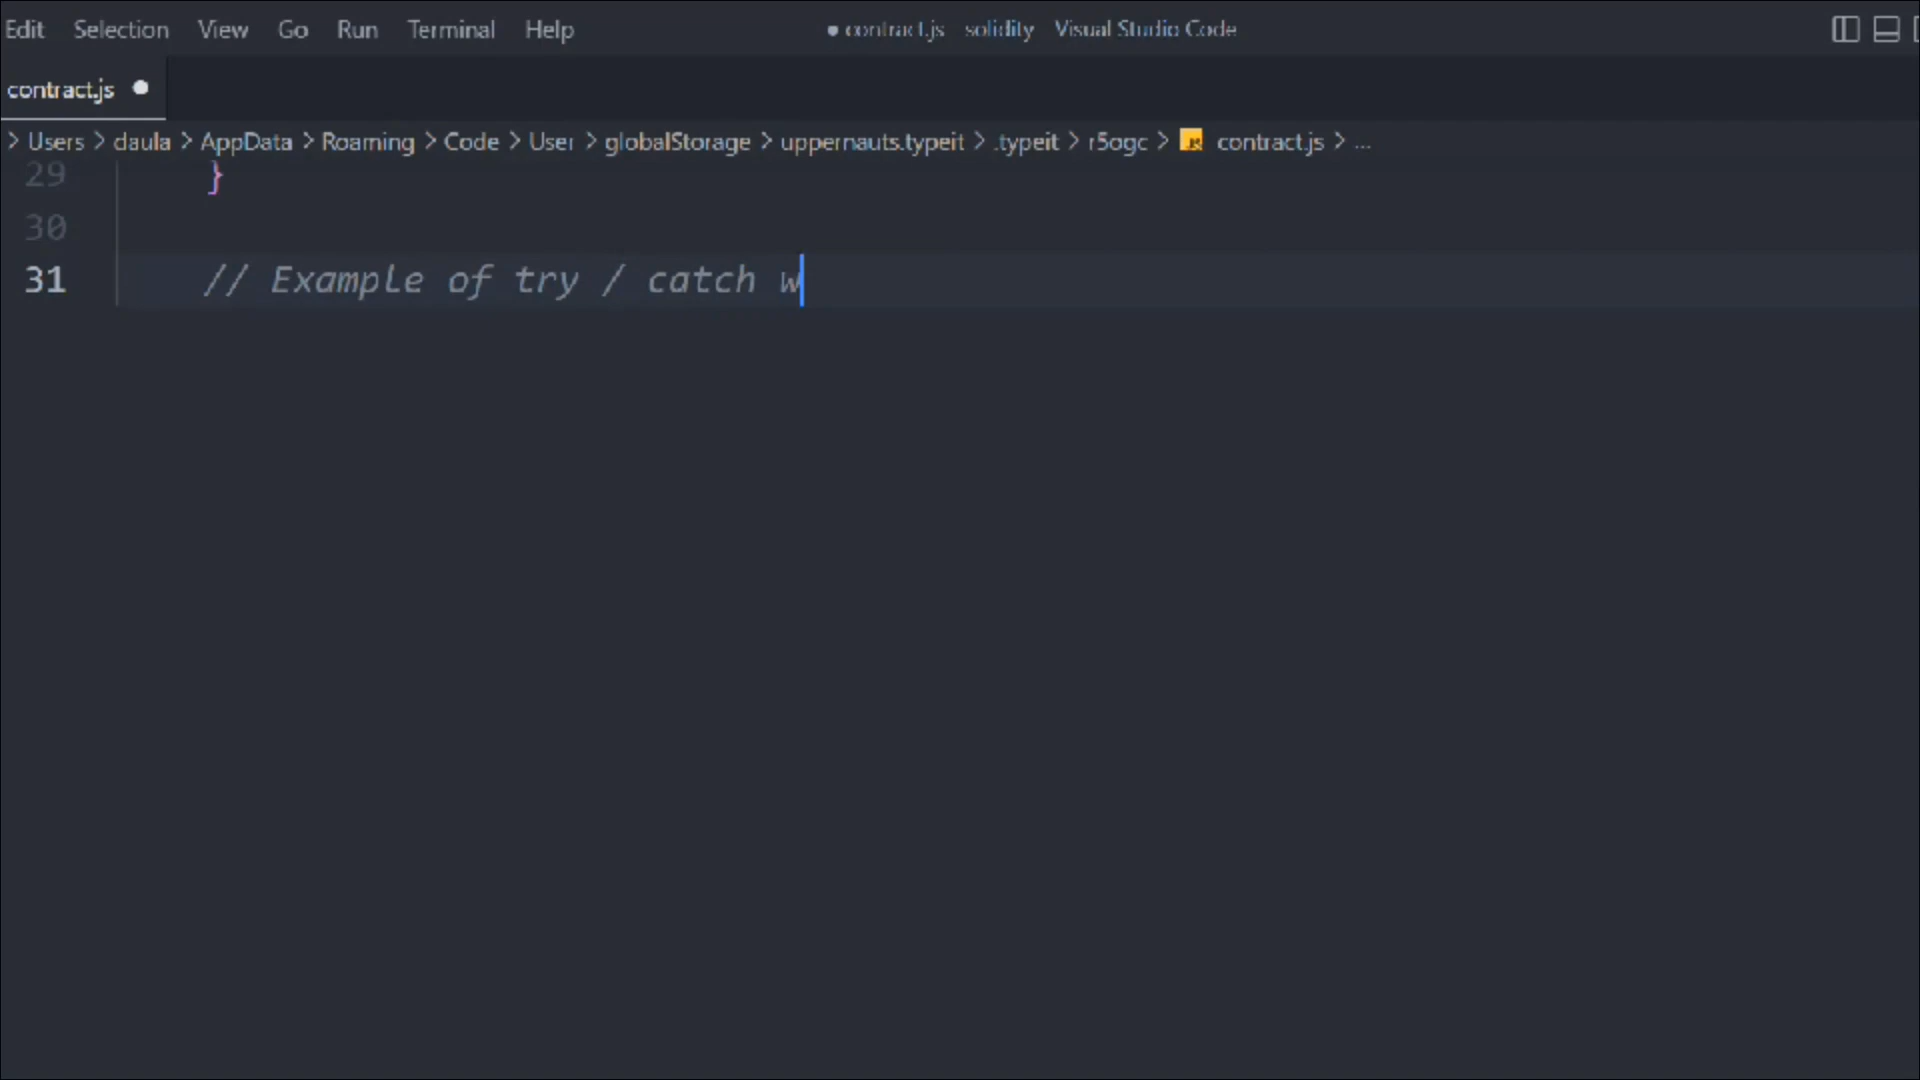 Edit Selection View Go Run Terminal Help ● contract.js solidity Visual Studio Code
contract.js ●
> Users > daula > AppData > Roaming > Code > User > globalStorage > uppernauts.typeit > .typeit > r5ogc > JS contract.js > ...
29 }
30
31 // Example of try / catch w